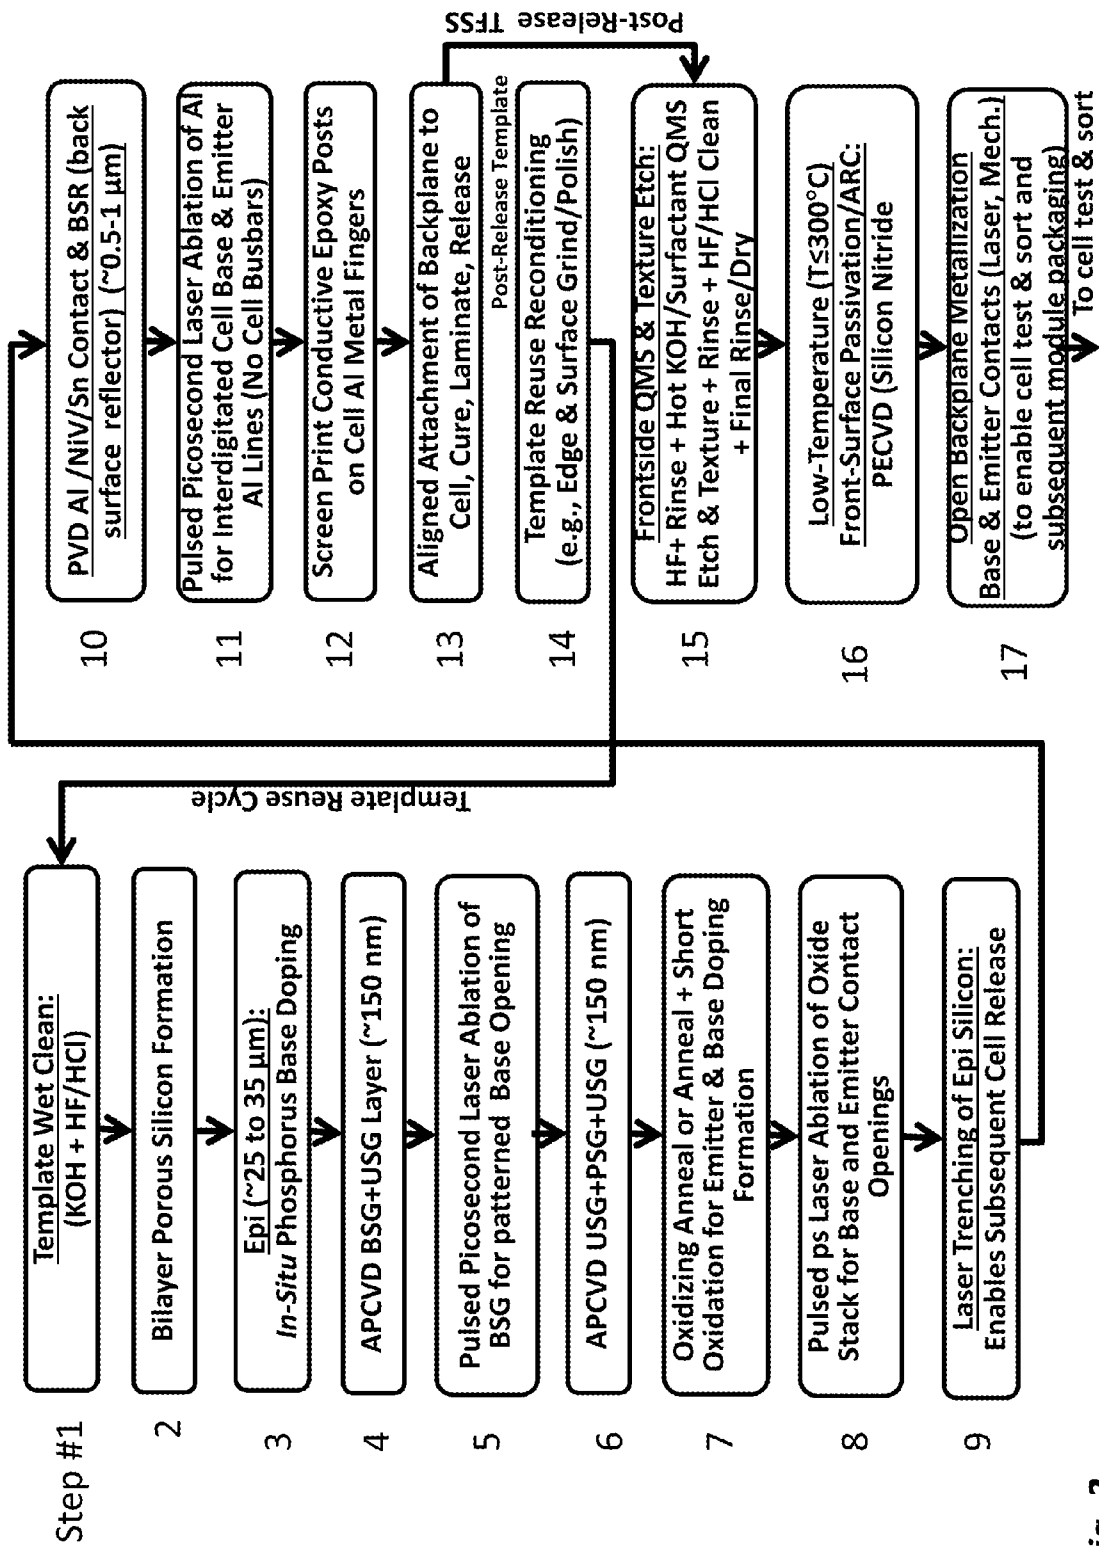 Step #1
Template Wet Clean:
(KOH + HF/HCl)
2
Bilayer Porous Silicon Formation
3
Epi (~25 to 35 µm):
In-Situ Phosphorus Base Doping
4
APCVD BSG+USG Layer (~150 nm)
5
Pulsed Picosecond Laser Ablation of
BSG for patterned Base Opening
6
APCVD USG+PSG+USG (~150 nm)
7
Oxidizing Anneal or Anneal + Short
Oxidation for Emitter & Base Doping
Formation
8
Pulsed ps Laser Ablation of Oxide
Stack for Base and Emitter Contact
Openings
9
Laser Trenching of Epi Silicon:
Enables Subsequent Cell Release
Template Reuse Cycle
10
PVD Al /NiV/Sn Contact & BSR (back
surface reflector) (~0.5-1 µm)
11
Pulsed Picosecond Laser Ablation of Al
for Interdigitated Cell Base & Emitter
Al Lines (No Cell Busbars)
12
Screen Print Conductive Epoxy Posts
on Cell Al Metal Fingers
13
Aligned Attachment of Backplane to
Cell, Cure, Laminate, Release
Post-Release Template
14
Template Reuse Reconditioning
(e.g., Edge & Surface Grind/Polish)
Post-Release TFSS
15
Frontside QMS & Texture Etch:
HF+ Rinse + Hot KOH/Surfactant QMS
Etch & Texture + Rinse + HF/HCl Clean
+ Final Rinse/Dry
16
Low-Temperature (T≤300°C)
Front-Surface Passivation/ARC:
PECVD (Silicon Nitride
17
Open Backplane Metallization
Base & Emitter Contacts (Laser, Mech.)
(to enable cell test & sort and
subsequent module packaging)
To cell test & sort